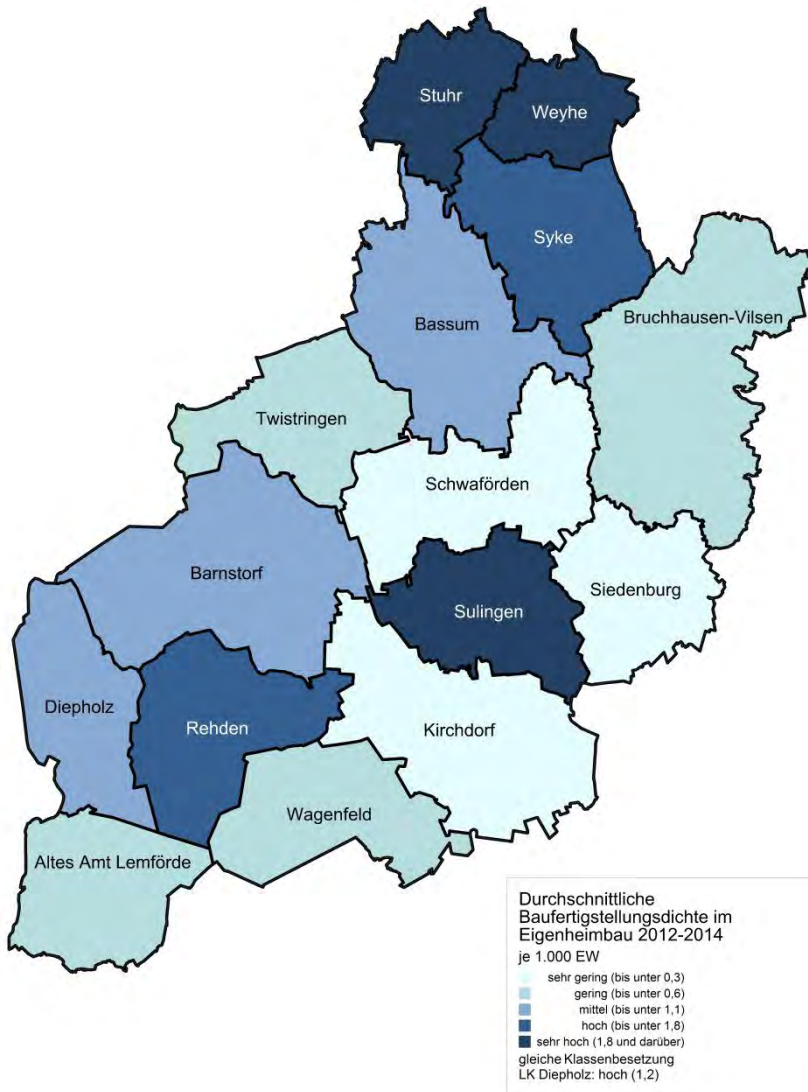 Stuhr
Weyhe
Syke
Bassum
Bruchhausen-Vilsen
Twistringen
Schwaförden
Barnstorf
Siedenburg
Sulingen
Diepholz
Rehden
Kirchdorf
Wagenfeld
Altes Amt Lemförde
Durchschnittliche
Baufertigstellungsdichte im
Eigenheimbau 2012-2014
je 1.000 EW
sehr gering (bis unter 0,3)
gering (bis unter 0,6)
mittel (bis unter 1,1)
hoch (bis unter 1,8)
sehr hoch (1,8 und darüber)
gleiche Klassenbesetzung
LK Diepholz: hoch (1,2)